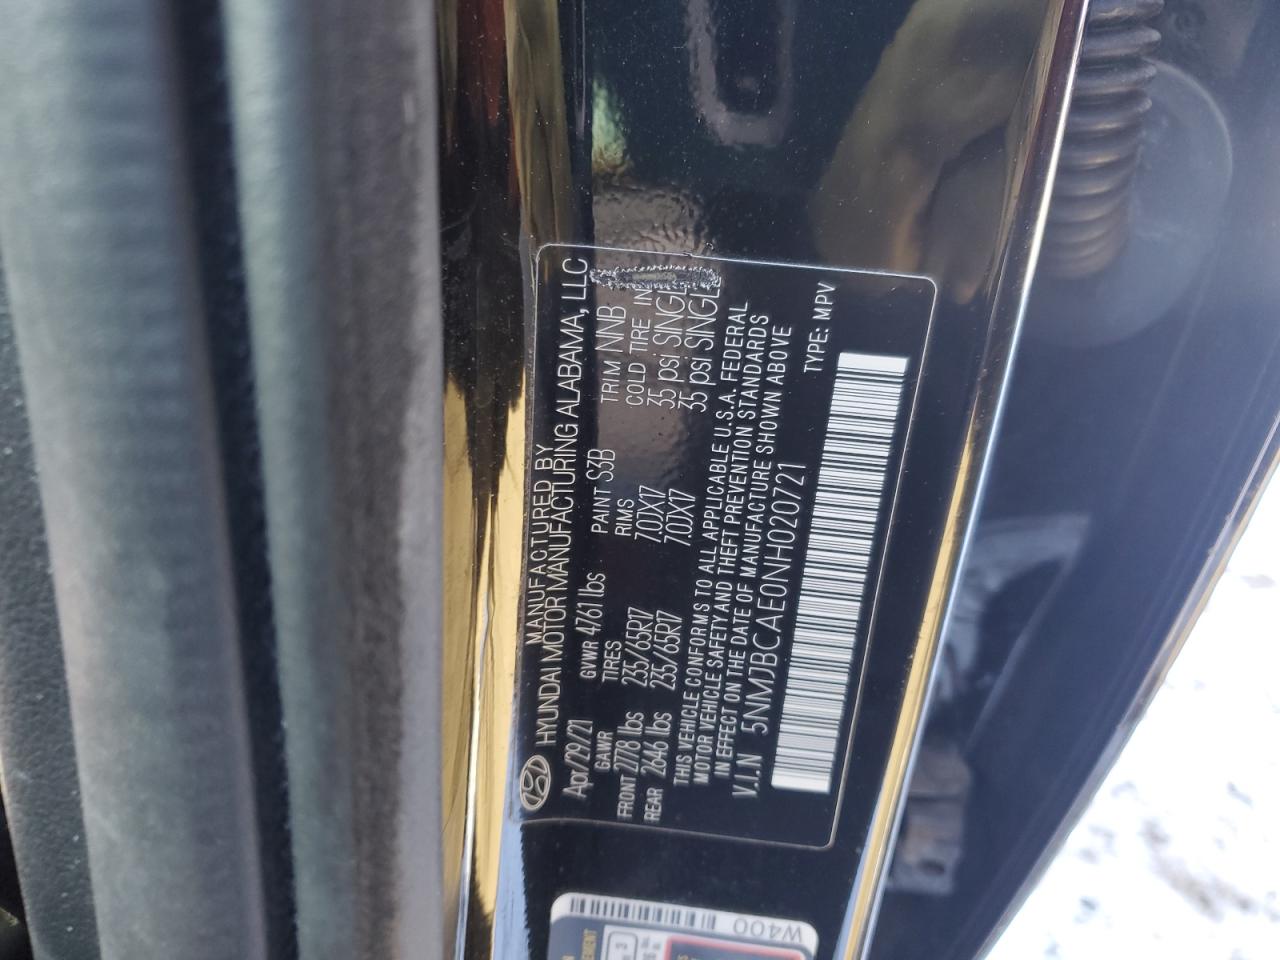 MANUFACTURED BY
HYUNDAI MOTOR MANUFACTURING ALABAMA, LLC
Apr/29/21 GVWR 4761 lbs PAINT S3B TRIM NNB
GAWR TIRES RIMS COLD TIRE IN
FRONT 2778 lbs 235/65R17 7.0JX17 35 psi SINGL
REAR 2646 lbs 235/65R17 7.0JX17 35 psi SINGL
THIS VEHICLE CONFORMS TO ALL APPLICABLE U.S.A. FEDERAL
MOTOR VEHICLE SAFETY AND THEFT PREVENTION STANDARDS
IN EFFECT ON THE DATE OF MANUFACTURE SHOWN ABOVE
V.I.N 5NMJBCAE0NH020721 TYPE: MPV
W400